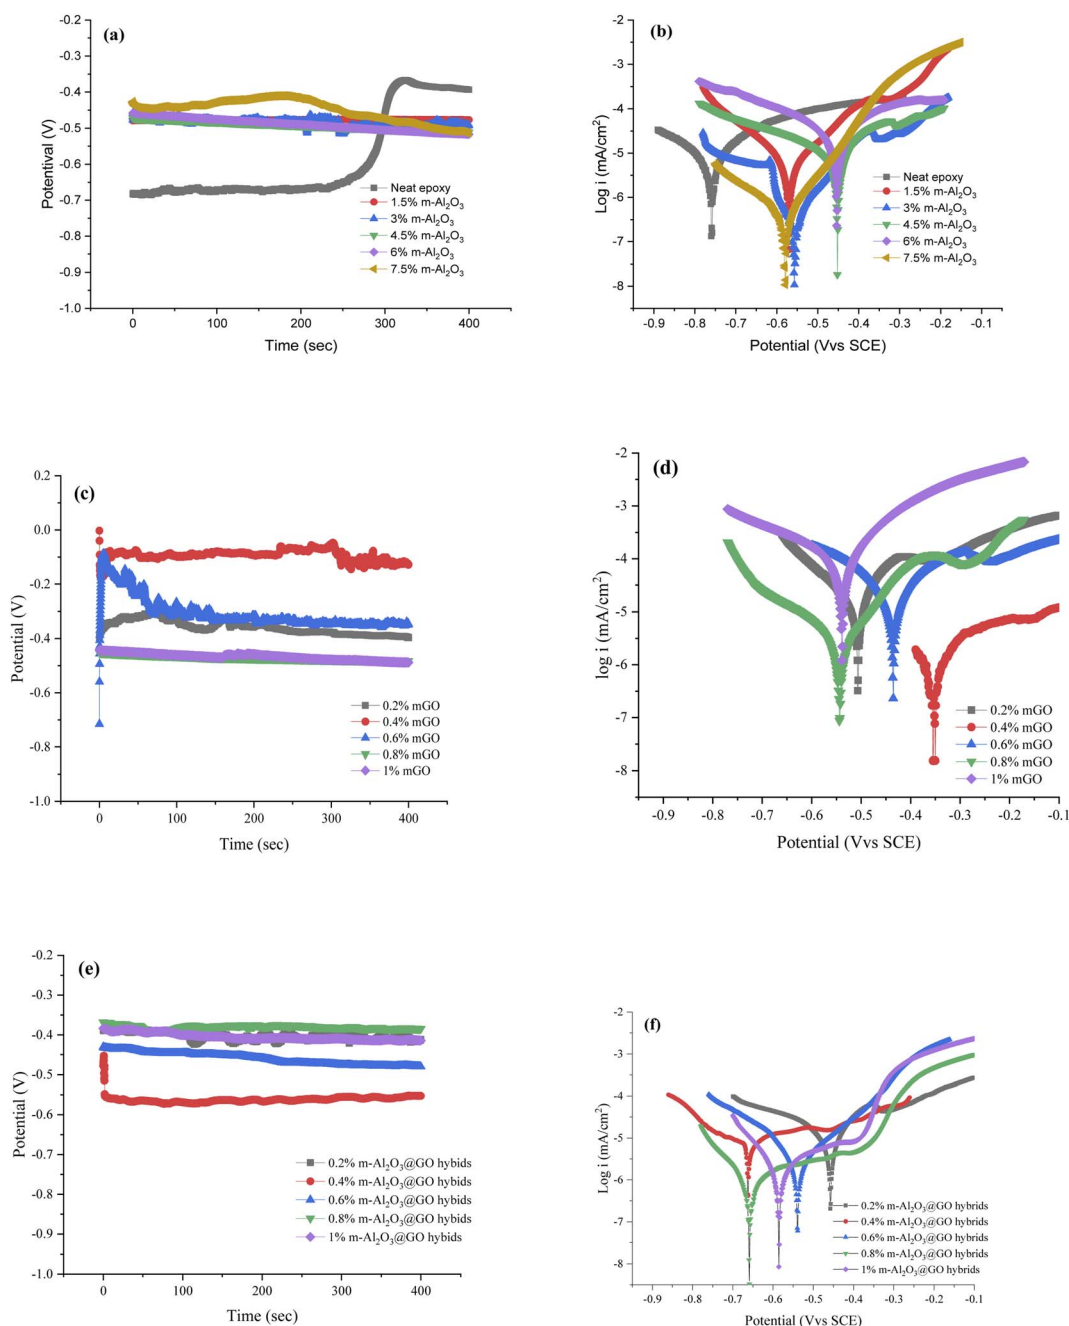 (a)
-0.2
-0.3
-0.4
-0.5
-0.6
-0.7
-0.8
-0.9
-1.0
Potentival (V)
0 100 200 300 400
Time (sec)
Neat epoxy
1.5% m-Al₂O₃
3% m-Al₂O₃
4.5% m-Al₂O₃
6% m-Al₂O₃
7.5% m-Al₂O₃
(b)
-2
-3
-4
-5
-6
-7
-8
Log i (mA/cm²)
-0.9 -0.8 -0.7 -0.6 -0.5 -0.4 -0.3 -0.2 -0.1
Potential (Vvs SCE)
Neat epoxy
1.5% m-Al₂O₃
3% m-Al₂O₃
4.5% m-Al₂O₃
6% m-Al₂O₃
7.5% m-Al₂O₃
(c)
0.2
0.0
-0.2
-0.4
-0.6
-0.8
-1.0
Potential (V)
0 100 200 300 400
Time (sec)
0.2% mGO
0.4% mGO
0.6% mGO
0.8% mGO
1% mGO
(d)
-2
-3
-4
-5
-6
-7
-8
log i (mA/cm²)
-0.9 -0.8 -0.7 -0.6 -0.5 -0.4 -0.3 -0.2 -0.1
Potential (Vvs SCE)
0.2% mGO
0.4% mGO
0.6% mGO
0.8% mGO
1% mGO
(e)
-0.2
-0.3
-0.4
-0.5
-0.6
-0.7
-0.8
-0.9
-1.0
Potential (V)
0 100 200 300 400
Time (sec)
0.2% m-Al₂O₃@GO hybids
0.4% m-Al₂O₃@GO hybids
0.6% m-Al₂O₃@GO hybids
0.8% m-Al₂O₃@GO hybids
1% m-Al₂O₃@GO hybids
(f)
-2
-3
-4
-5
-6
-7
-8
Log i (mA/cm²)
-0.9 -0.8 -0.7 -0.6 -0.5 -0.4 -0.3 -0.2 -0.1
Potential (Vvs SCE)
0.2% m-Al₂O₃@GO hybrids
0.4% m-Al₂O₃@GO hybrids
0.6% m-Al₂O₃@GO hybrids
0.8% m-Al₂O₃@GO hybrids
1% m-Al₂O₃@GO hybrids